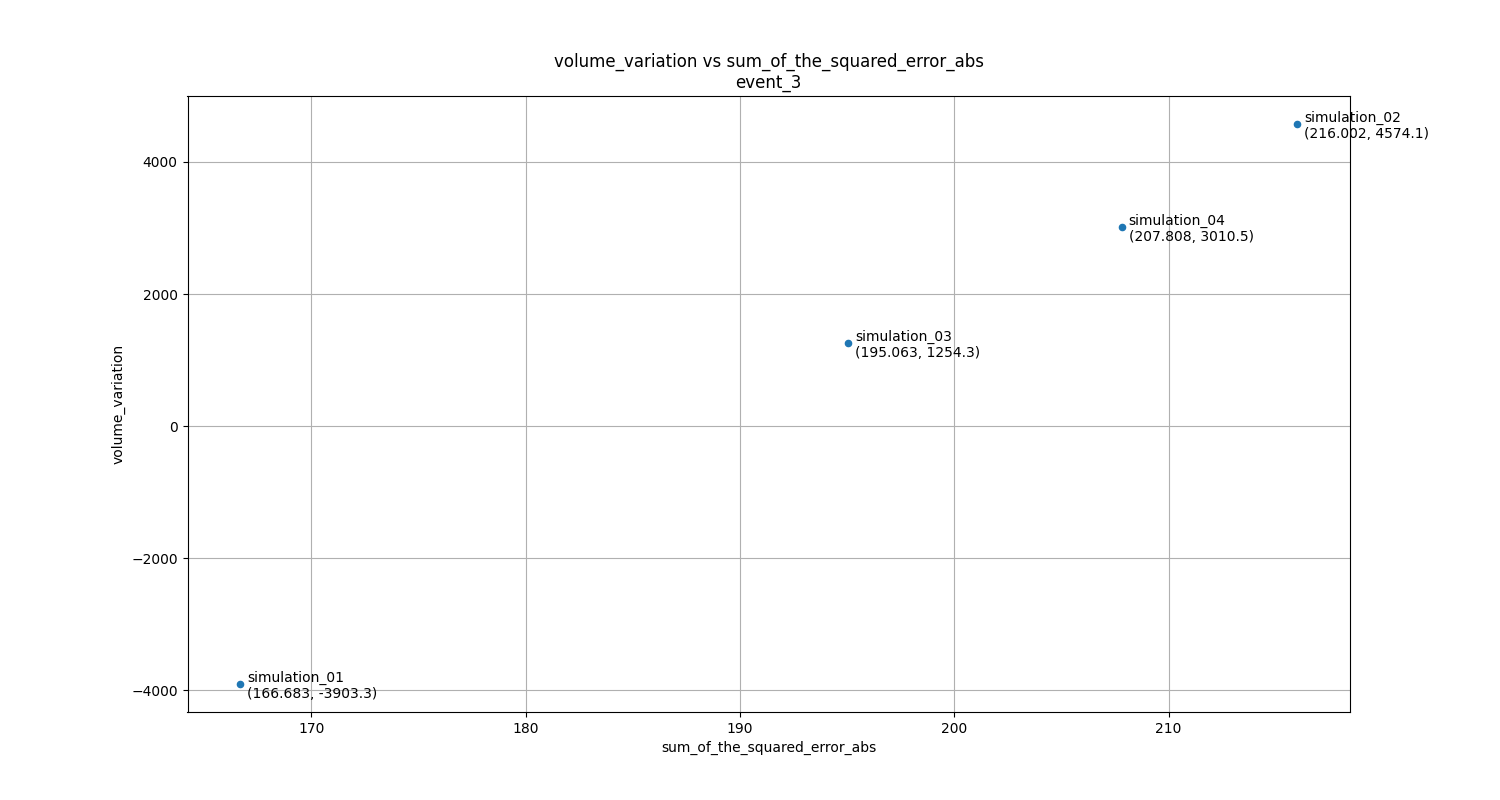 volume_variation vs sum_of_the_squared_error_abs
event_3
simulation_02
(216.002, 4574.1)
4000
simulation_04
(207.808, 3010.5)
2000
simulation_03
(195.063, 1254.3)
volume_variation
0
−2000
simulation_01
(166.683, -3903.3)
−4000
170
180
190
200
210
sum_of_the_squared_error_abs